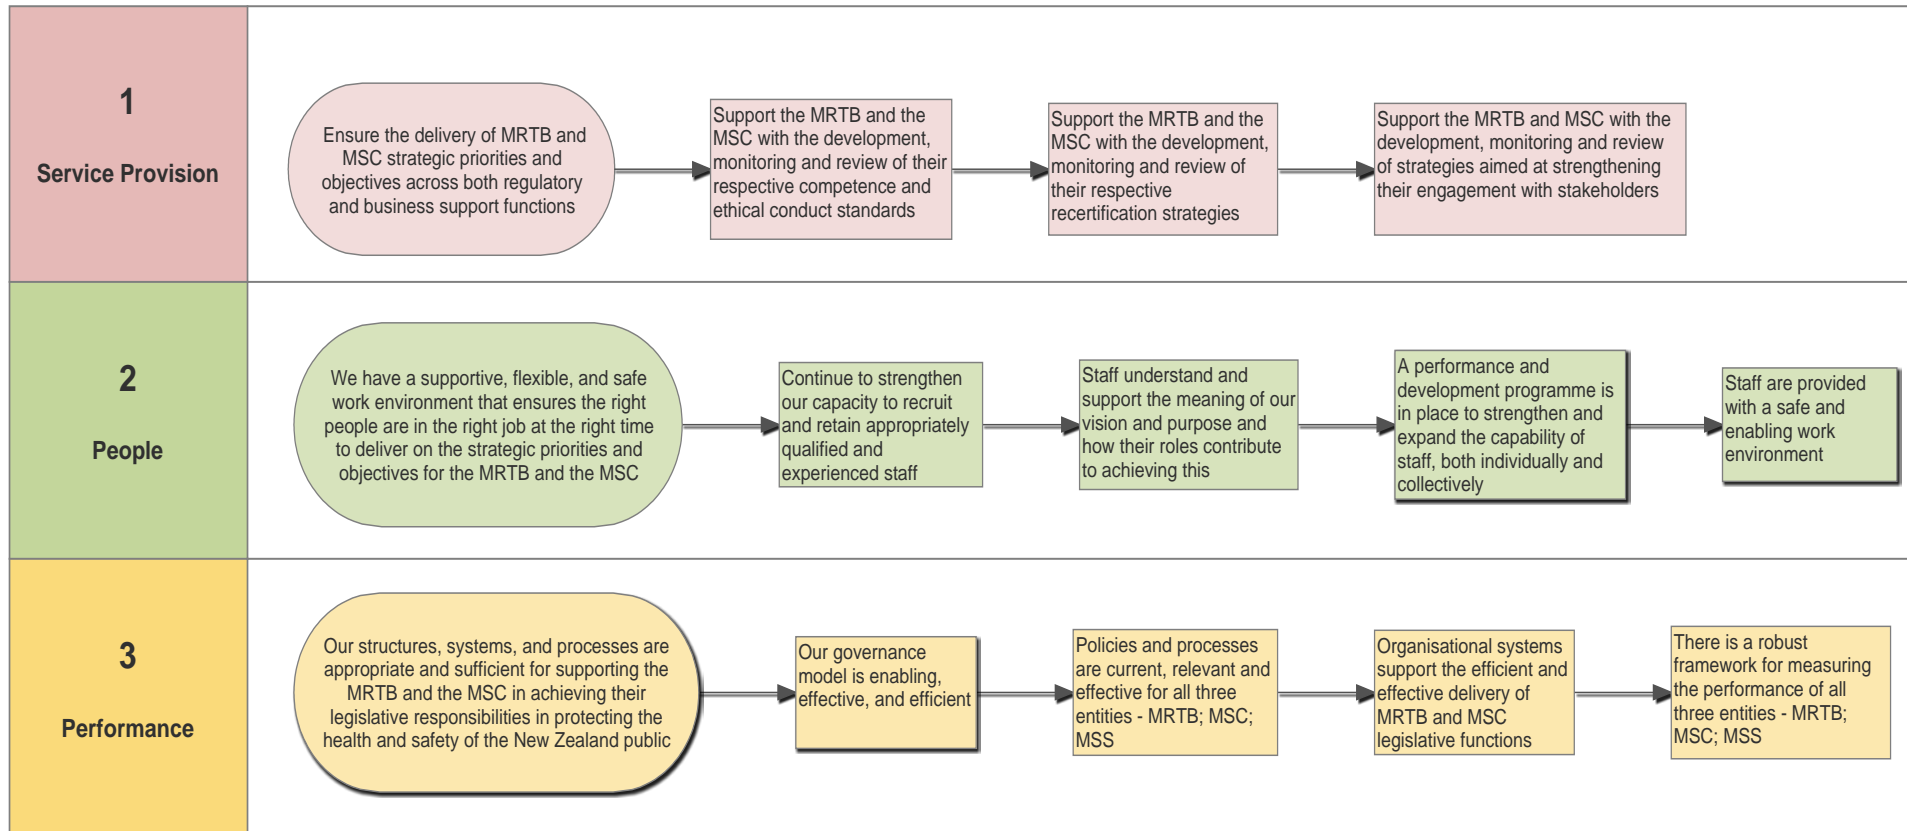 1
Service Provision
Ensure the delivery of MRTB and
MSC strategic priorities and
objectives across both regulatory
and business support functions
Support the MRTB and the
MSC with the development,
monitoring and review of their
respective competence and
ethical conduct standards
Support the MRTB and the
MSC with the development,
monitoring and review of
their respective
recertification strategies
Support the MRTB and MSC with the
development, monitoring and review
of strategies aimed at strengthening
their engagement with stakeholders
2
People
We have a supportive, flexible, and safe
work environment that ensures the right
people are in the right job at the right time
to deliver on the strategic priorities and
objectives for the MRTB and the MSC
Continue to strengthen
our capacity to recruit
and retain appropriately
qualified and
experienced staff
Staff understand and
support the meaning of our
vision and purpose and
how their roles contribute
to achieving this
A performance and
development programme is
in place to strengthen and
expand the capability of
staff, both individually and
collectively
Staff are provided
with a safe and
enabling work
environment
3
Performance
Our structures, systems, and processes are
appropriate and sufficient for supporting the
MRTB and the MSC in achieving their
legislative responsibilities in protecting the
health and safety of the New Zealand public
Our governance
model is enabling,
effective, and efficient
Policies and processes
are current, relevant and
effective for all three
entities - MRTB; MSC;
MSS
Organisational systems
support the efficient and
effective delivery of
MRTB and MSC
legislative functions
There is a robust
framework for measuring
the performance of all
three entities - MRTB;
MSC; MSS